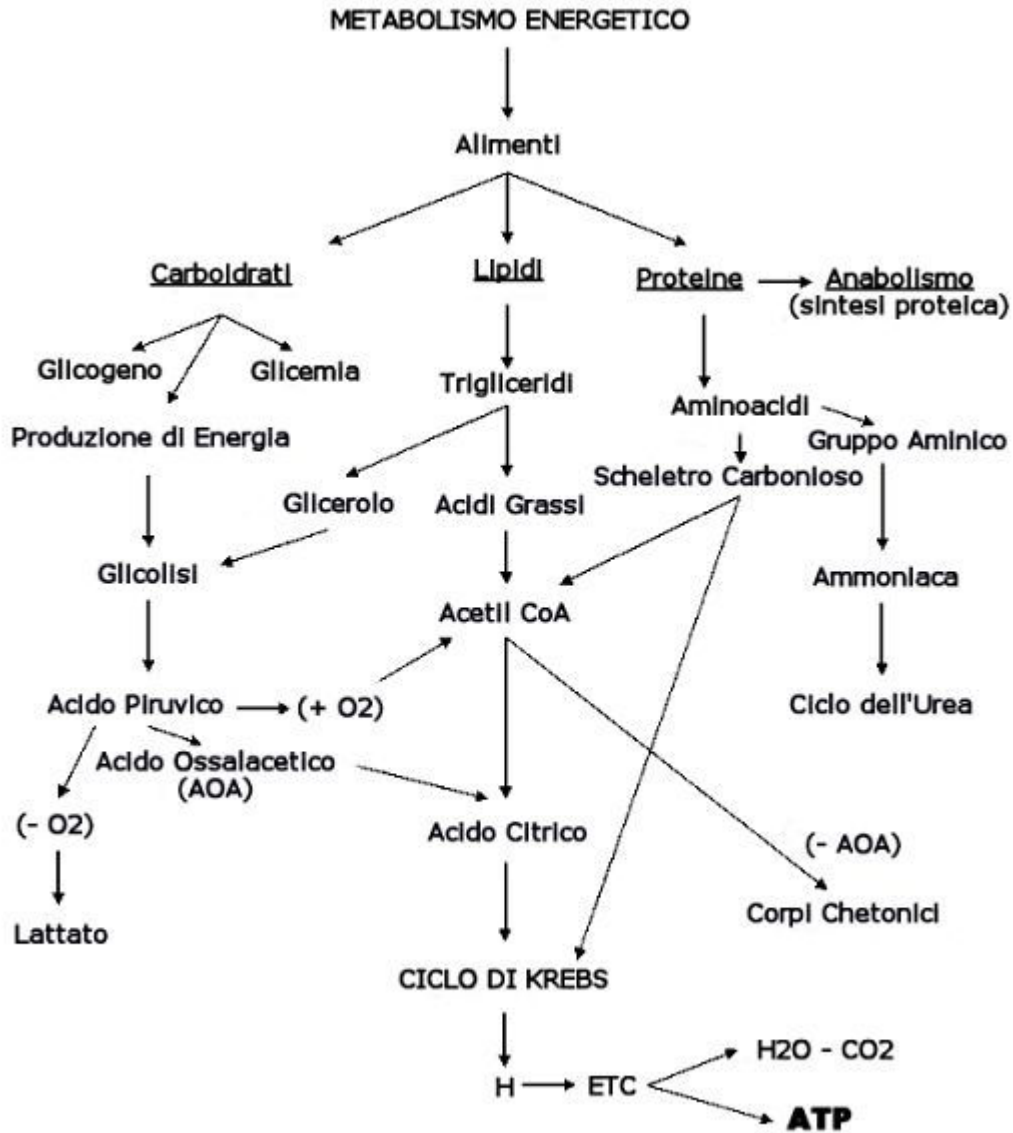 METABOLISMO ENERGETICO
Alimenti
Carboidrati
Lipidi
Proteine
Anabolismo
(sintesi proteica)
Glicogeno
Glicemia
Trigliceridi
Aminoacidi
Produzione di Energia
Gruppo Aminico
Scheletro Carbonioso
Glicerolo
Acidi Grassi
Glicolisi
Ammoniaca
Acetil CoA
Acido Piruvico
(+ O2)
Ciclo dell'Urea
Acido Ossalacetico
(AOA)
(- O2)
Acido Citrico
(- AOA)
Corpi Chetonici
Lattato
CICLO DI KREBS
H2O - CO2
H
ETC
ATP